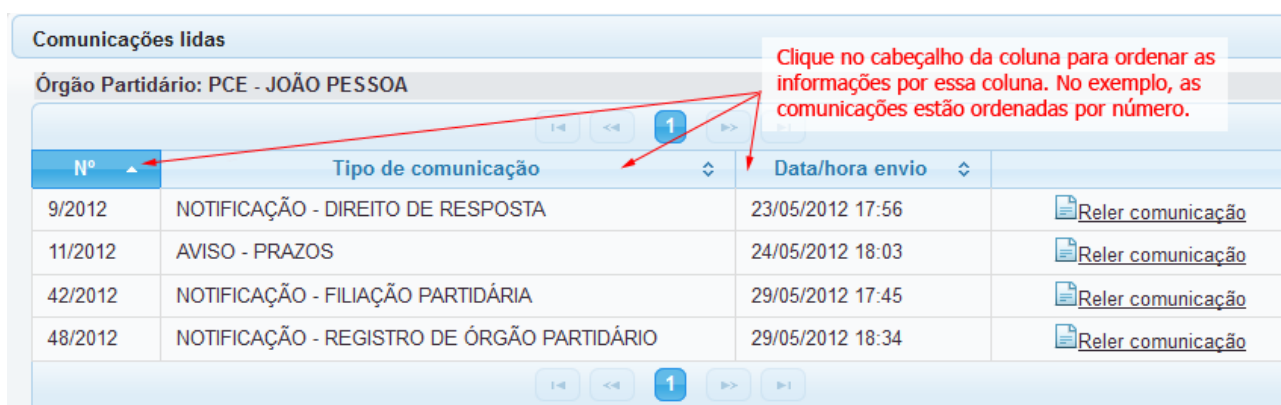 Comunicações lidas
Clique no cabeçalho da coluna para ordenar as
informações por essa coluna. No exemplo, as
comunicações estão ordenadas por número.
Órgão Partidário: PCE - JOÃO PESSOA
1
Nº Tipo de comunicação Data/hora envio
9/2012 NOTIFICAÇÃO - DIREITO DE RESPOSTA 23/05/2012 17:56 Reler comunicação
11/2012 AVISO - PRAZOS 24/05/2012 18:03 Reler comunicação
42/2012 NOTIFICAÇÃO - FILIAÇÃO PARTIDÁRIA 29/05/2012 17:45 Reler comunicação
48/2012 NOTIFICAÇÃO - REGISTRO DE ÓRGÃO PARTIDÁRIO 29/05/2012 18:34 Reler comunicação
1